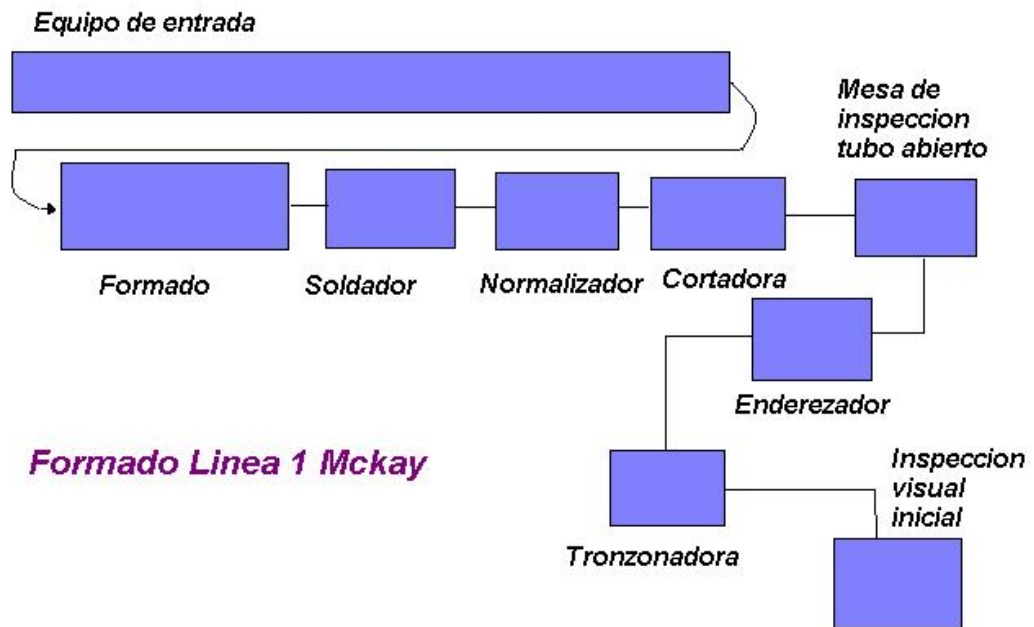 Equipo de entrada
Mesa de
inspeccion
tubo abierto
Formado
Soldador
Normalizador
Cortadora
Enderezador
Formado Linea 1 Mckay
Inspeccion
visual
inicial
Tronzonadora